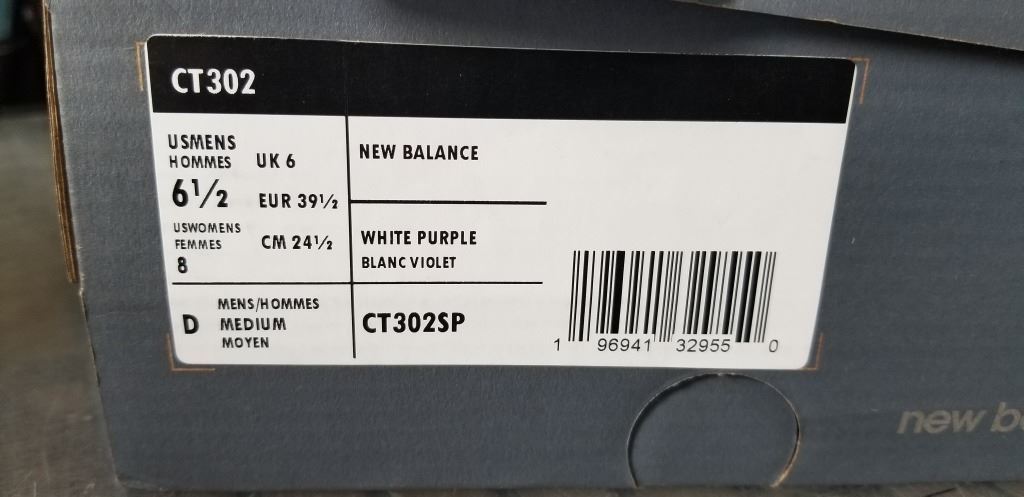 CT302
USMENS
HOMMES
6½
UK 6
EUR 39½
USWOMENS
FEMMES
8
CM 24½
D
MENS/HOMMES
MEDIUM
MOYEN
NEW BALANCE
WHITE PURPLE
BLANC VIOLET
CT302SP
1 96941 32955 0
new